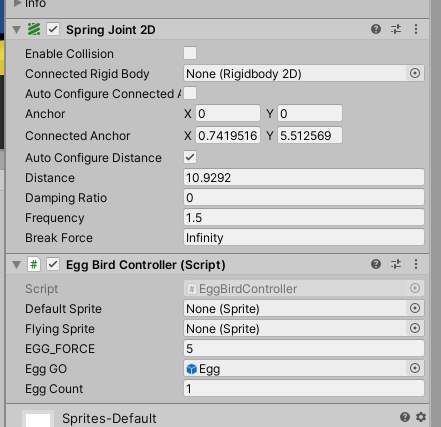 Info
Spring Joint 2D
Enable Collision
Connected Rigid Body None (Rigidbody 2D)
Auto Configure Connected A
Anchor X 0 Y 0
Connected Anchor X 0.7419516 Y 5.512569
Auto Configure Distance
Distance 10.9292
Damping Ratio 0
Frequency 1.5
Break Force Infinity
# Egg Bird Controller (Script)
Script # EggBirdController
Default Sprite None (Sprite)
Flying Sprite None (Sprite)
EGG_FORCE 5
Egg GO Egg
Egg Count 1
Sprites-Default